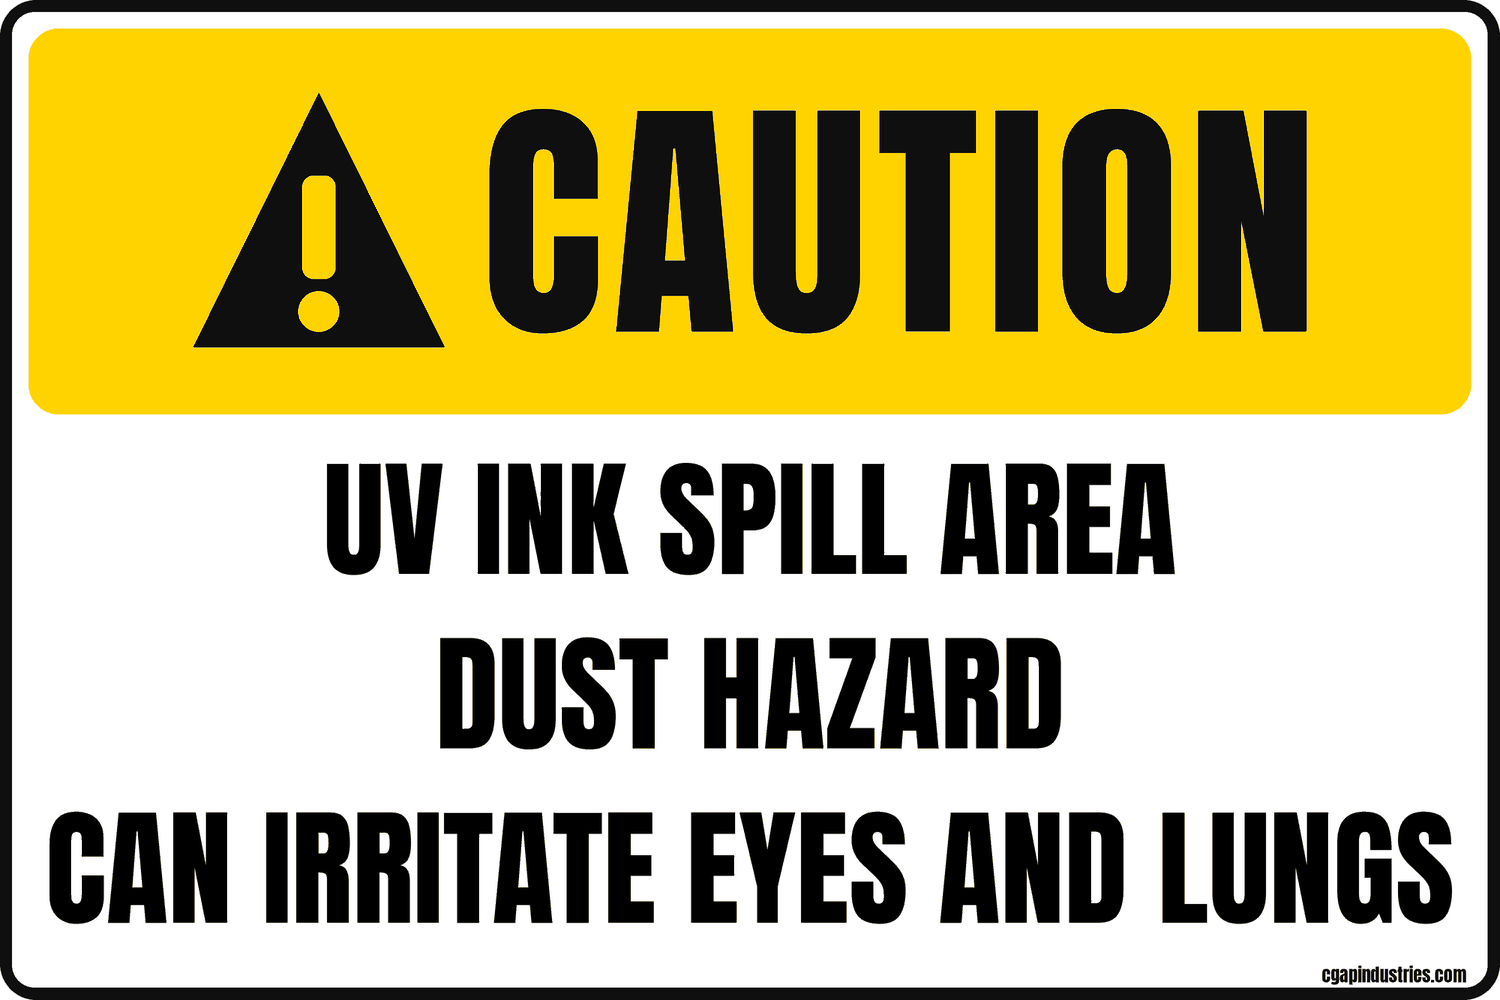 CAUTION
UV INK SPILL AREA
DUST HAZARD
CAN IRRITATE EYES AND LUNGS
cgapindustries.com